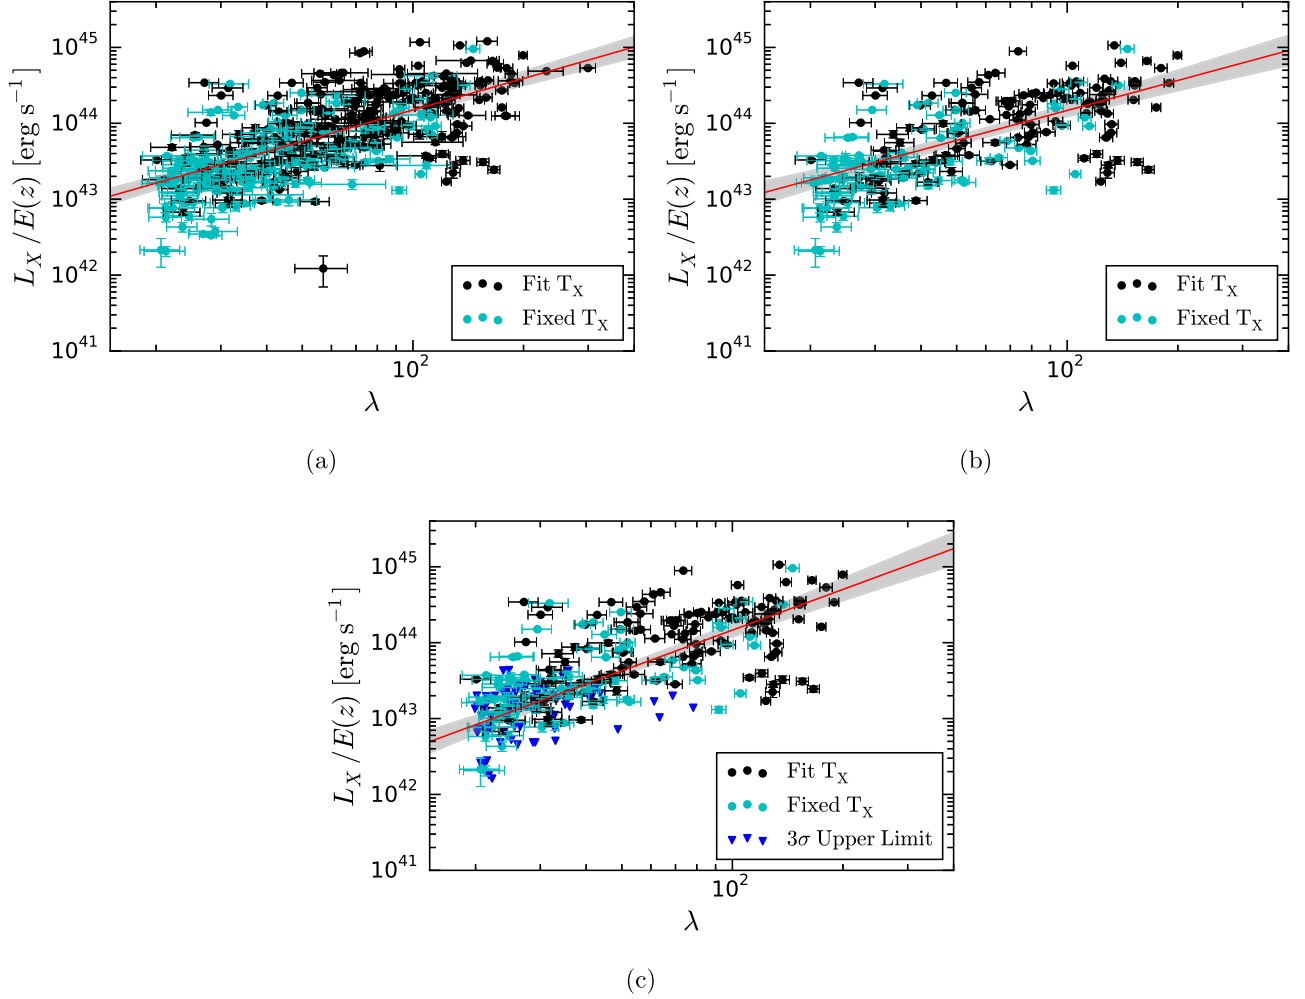 10^45
10^44
10^43
10^42
10^41
L_X /E(z) [erg s^−1]
10^2
λ
Fit T_X
Fixed T_X
(a)
10^45
10^44
10^43
10^42
10^41
L_X /E(z) [erg s^−1]
10^2
λ
Fit T_X
Fixed T_X
(b)
10^45
10^44
10^43
10^42
10^41
L_X /E(z) [erg s^−1]
10^2
λ
Fit T_X
Fixed T_X
3σ Upper Limit
(c)